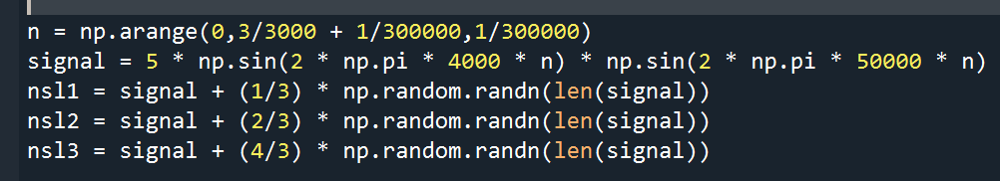 n = np.arange(0,3/3000 + 1/300000,1/300000)
signal = 5 * np.sin(2 * np.pi * 4000 * n) * np.sin(2 * np.pi * 50000 * n)
nsl1 = signal + (1/3) * np.random.randn(len(signal))
nsl2 = signal + (2/3) * np.random.randn(len(signal))
nsl3 = signal + (4/3) * np.random.randn(len(signal))